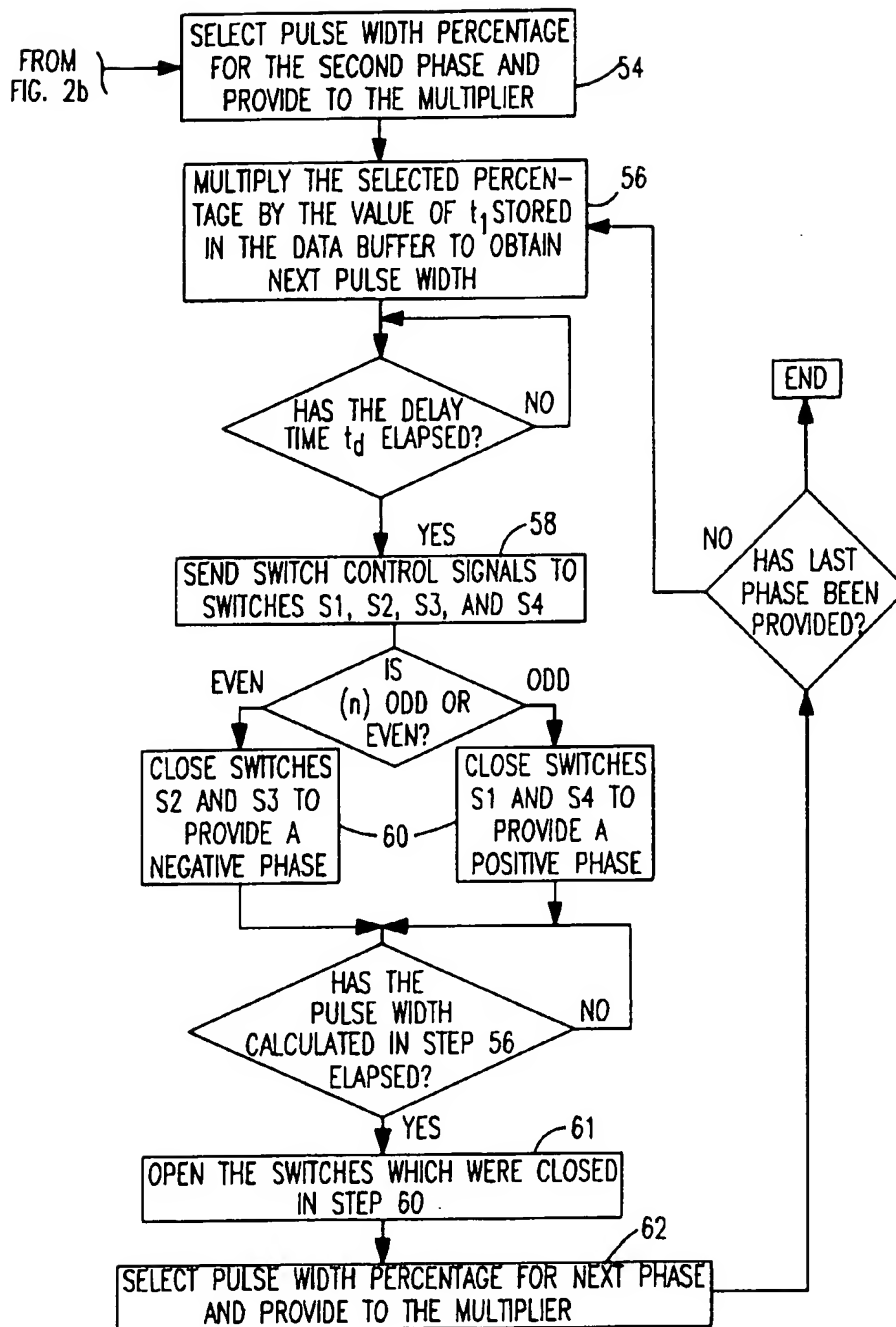 FROM
FIG. 2b
SELECT PULSE WIDTH PERCENTAGE
FOR THE SECOND PHASE AND
PROVIDE TO THE MULTIPLIER
54
MULTIPLY THE SELECTED PERCEN-
TAGE BY THE VALUE OF t1 STORED
IN THE DATA BUFFER TO OBTAIN
NEXT PULSE WIDTH
56
HAS THE DELAY
TIME td ELAPSED?
NO
YES
58
SEND SWITCH CONTROL SIGNALS TO
SWITCHES S1, S2, S3, AND S4
IS
(n) ODD OR
EVEN?
EVEN
ODD
CLOSE SWITCHES
S2 AND S3 TO
PROVIDE A
NEGATIVE PHASE
60
CLOSE SWITCHES
S1 AND S4 TO
PROVIDE A
POSITIVE PHASE
HAS THE
PULSE WIDTH
CALCULATED IN STEP 56
ELAPSED?
NO
YES
61
OPEN THE SWITCHES WHICH WERE CLOSED
IN STEP 60
62
SELECT PULSE WIDTH PERCENTAGE FOR NEXT PHASE
AND PROVIDE TO THE MULTIPLIER
HAS LAST
PHASE BEEN
PROVIDED?
NO
END